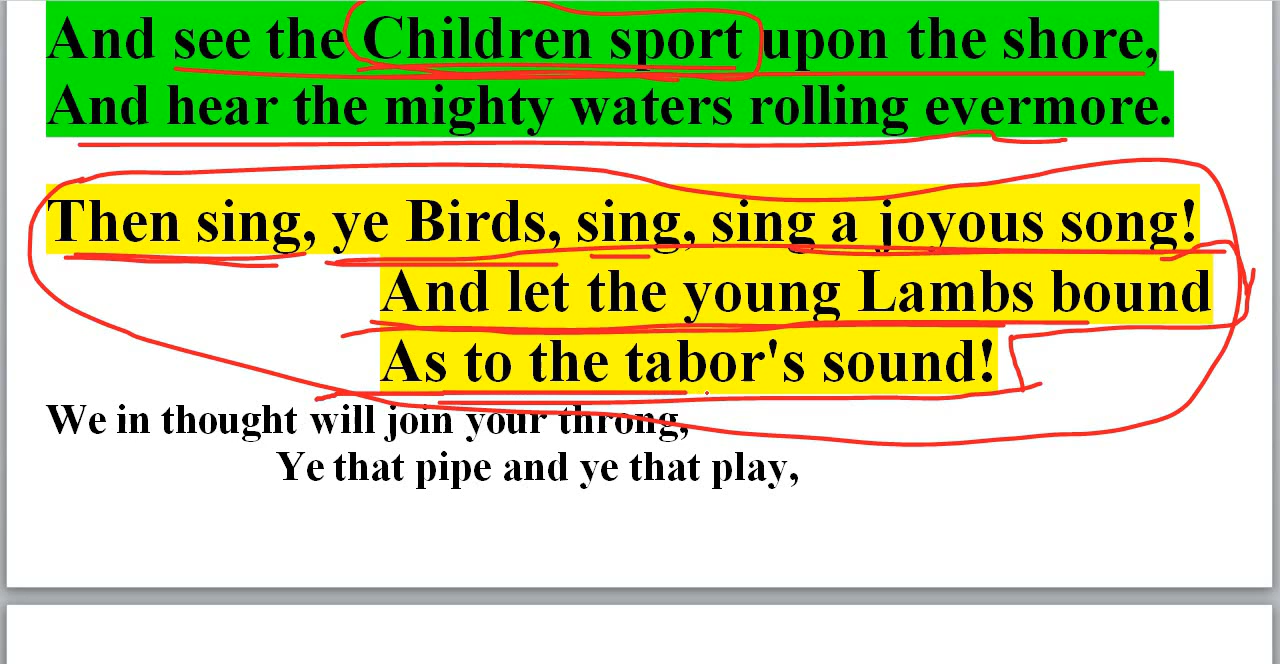 And see the Children sport upon the shore,
And hear the mighty waters rolling evermore.
Then sing, ye Birds, sing, sing a joyous song!
And let the young Lambs bound
As to the tabor's sound!
We in thought will join your throng,
Ye that pipe and ye that play,